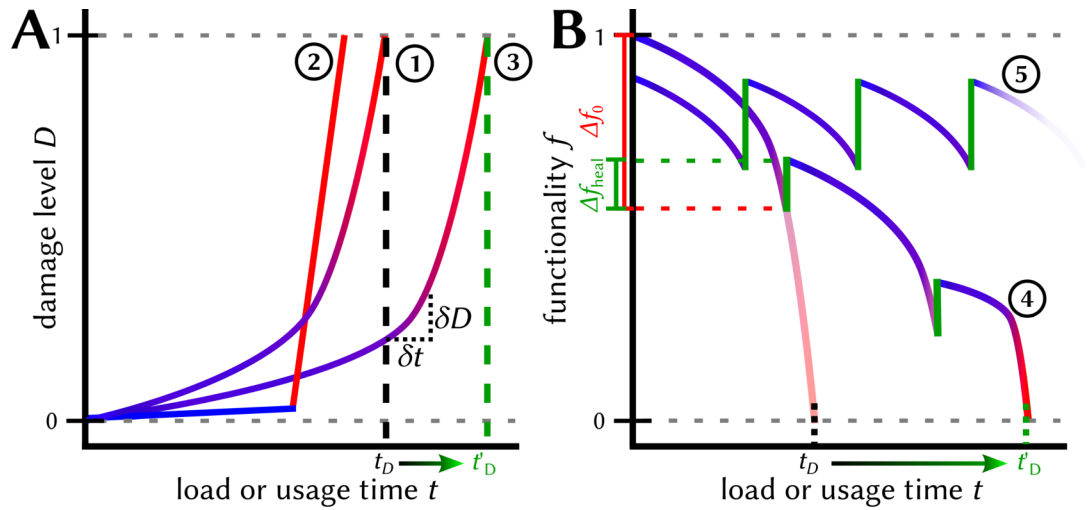 A
1
damage level D
0
②
①
③
δD
δt
t_D
t'_D
load or usage time t
B
1
functionality f
0
Δf₀
Δf_heal
⑤
④
t_D
t'_D
load or usage time t